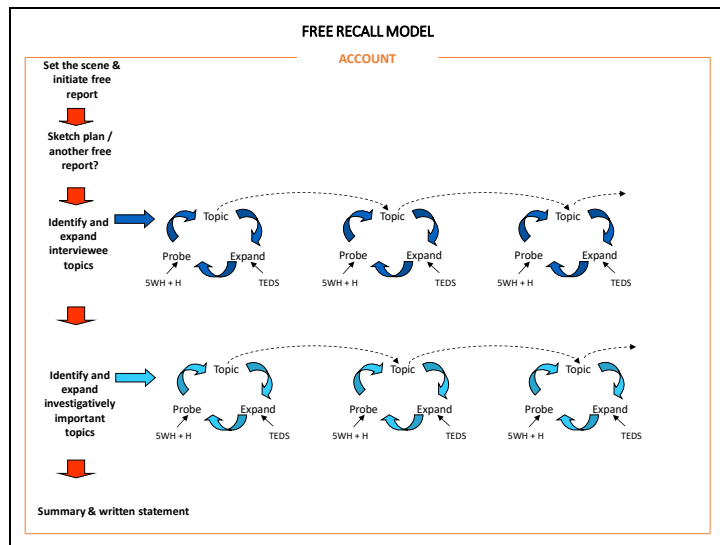 FREE RECALL MODEL
ACCOUNT
Set the scene &
initiate free
report
Sketch plan /
another free
report?
Identify and
expand
interviewee
topics
Topic
Topic
Topic
Probe
Expand
Probe
Expand
Probe
Expand
5WH + H
TEDS
5WH + H
TEDS
5WH + H
TEDS
Identify and
expand
investigatively
important
topics
Topic
Topic
Topic
Probe
Expand
Probe
Expand
Probe
Expand
5WH + H
TEDS
5WH + H
TEDS
5WH + H
TEDS
Summary & written statement